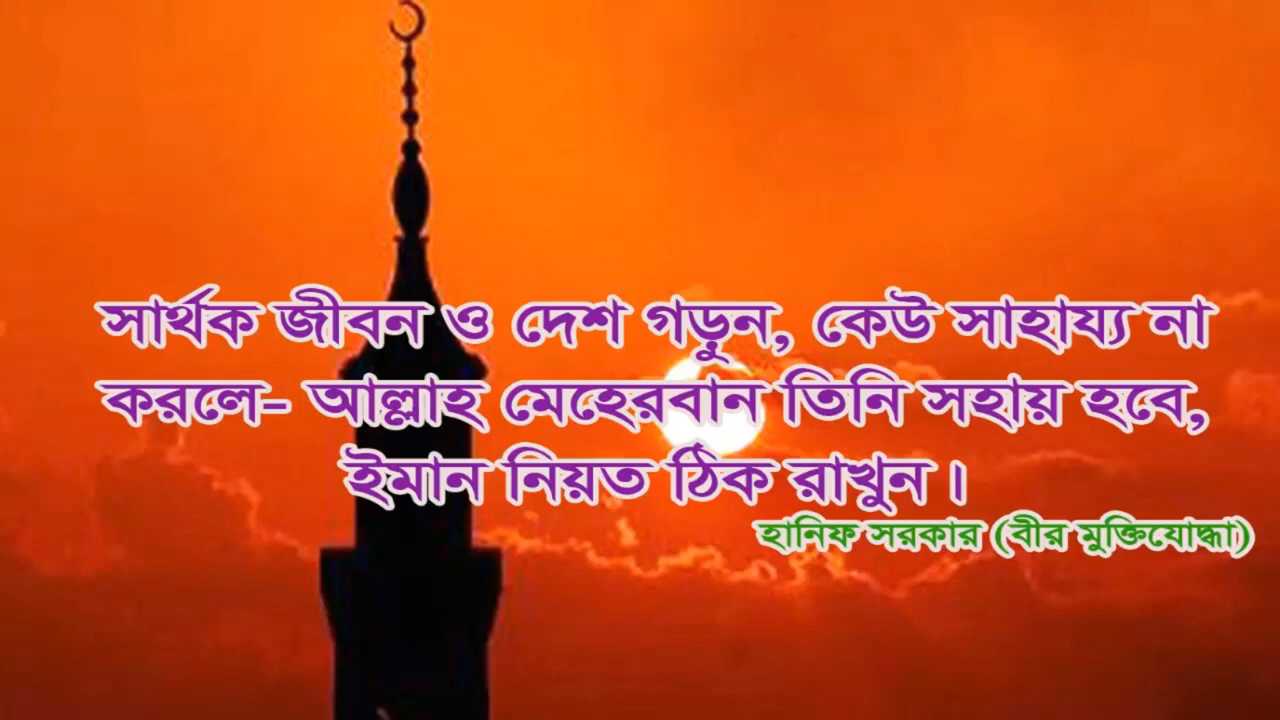 সার্থক জীবন ও দেশ গড়ুন, কেউ সাহায্য না
করলে- আল্লাহ মেহেরবান তিনি সহায় হবে,
ইমান নিয়ত ঠিক রাখুন।
হানিফ সরকার (বীর মুক্তিযোদ্ধা)